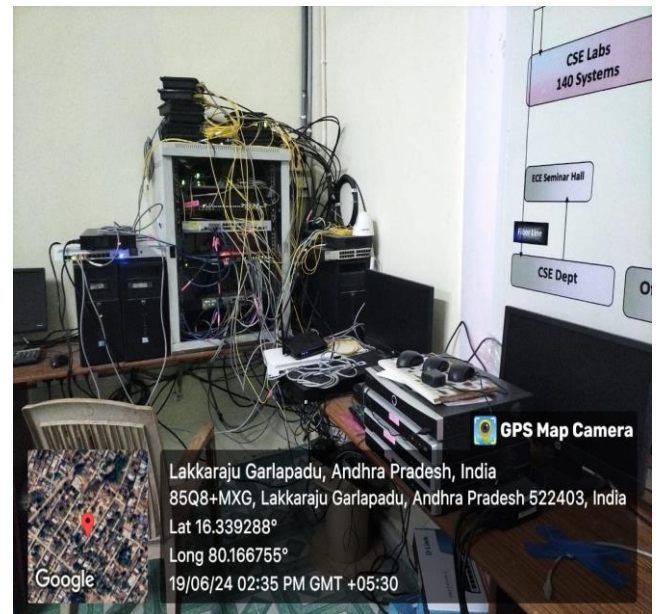 CSE Labs
140 Systems
ECE Seminar Hall
CSE Dept
GPS Map Camera
Lakkaraju Garlapadu, Andhra Pradesh, India
85Q8+MXG, Lakkaraju Garlapadu, Andhra Pradesh 522403, India
Lat 16.339288°
Long 80.166755°
19/06/24 02:35 PM GMT +05:30
Google